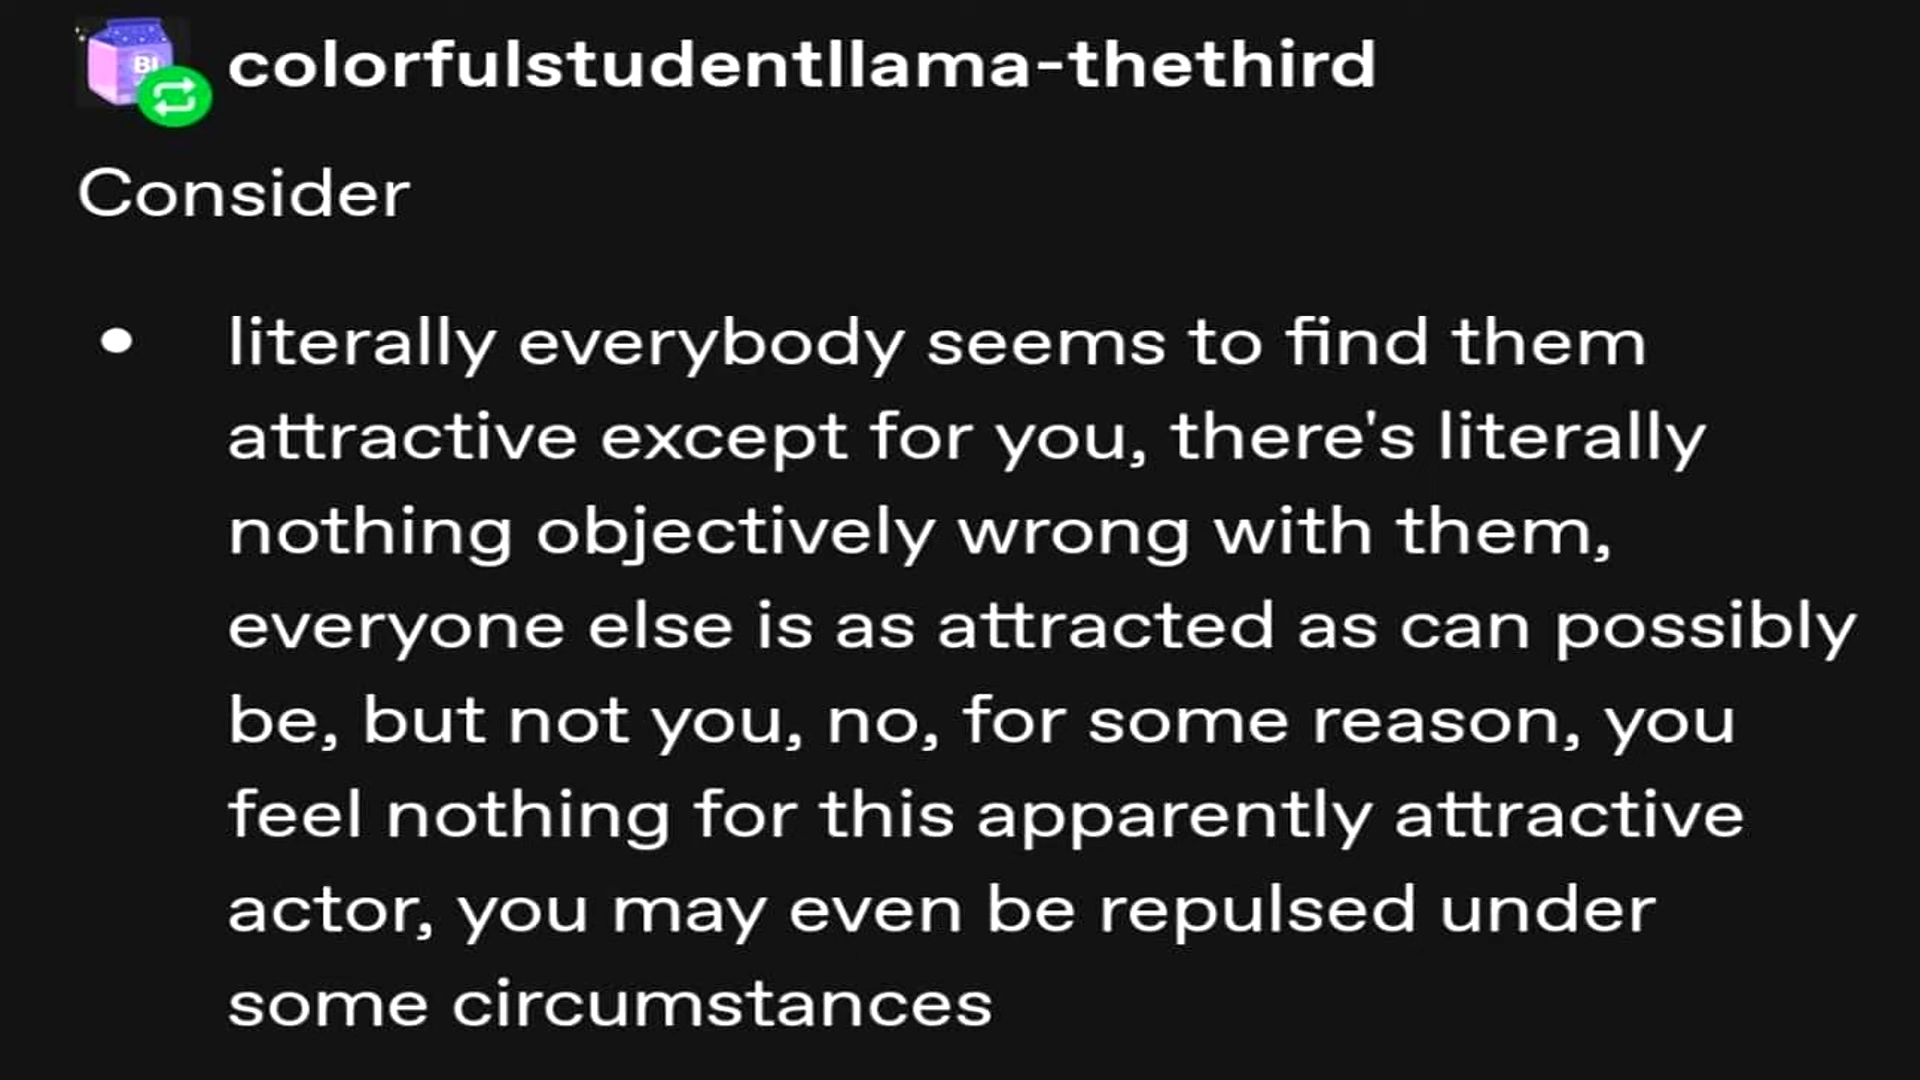 BI
colorfulstudentllama-thethird
Consider
• literally everybody seems to find them
attractive except for you, there's literally
nothing objectively wrong with them,
everyone else is as attracted as can possibly
be, but not you, no, for some reason, you
feel nothing for this apparently attractive
actor, you may even be repulsed under
some circumstances